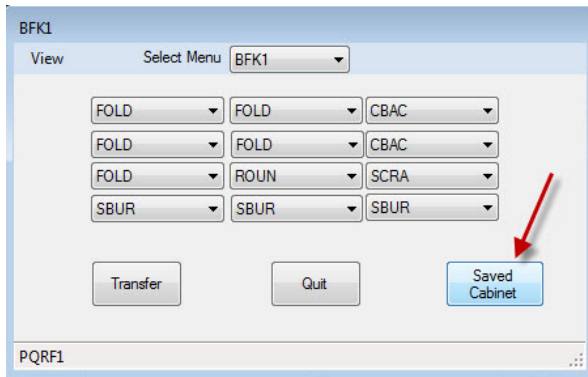 BFK1
View Select Menu BFK1
FOLD FOLD CBAC
FOLD FOLD CBAC
FOLD ROUN SCRA
SBUR SBUR SBUR
Transfer Quit Saved
Cabinet
PQRF1